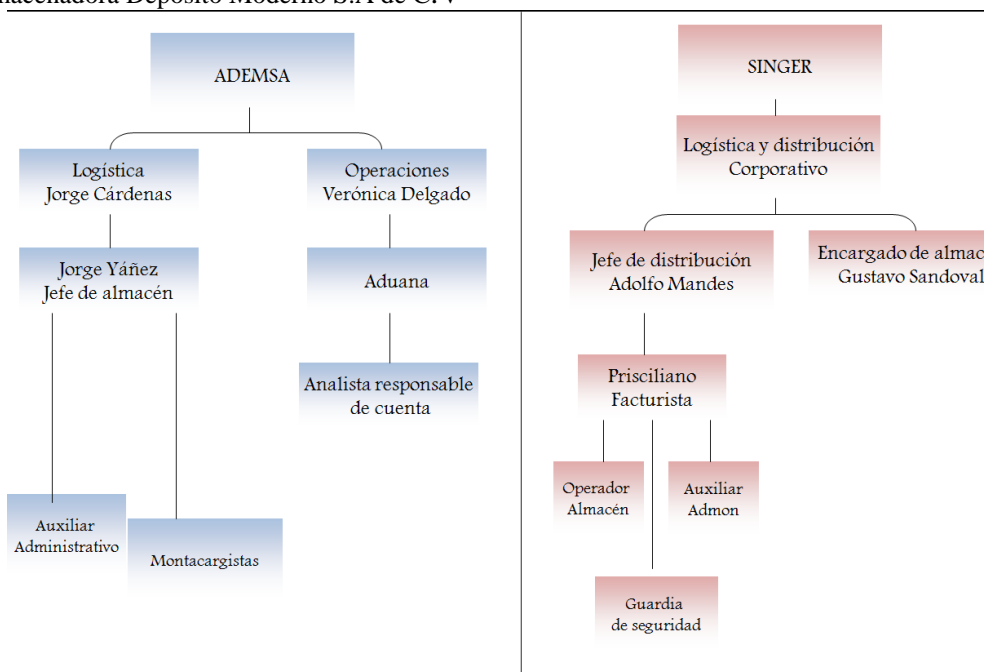 Depósito Moderno S.A de C. V
ADEMSA
Logística
Jorge Cárdenas
Operaciones
Verónica Delgado
Jorge Yáñez
Jefe de almacén
Aduana
Analista responsable
de cuenta
Auxiliar
Administrativo
Montacargistas
SINGER
Logística y distribución
Corporativo
Jefe de distribución
Adolfo Mandes
Encargado de
Gustavo Sandoval
Prisciliano
Facturista
Operador
Almacén
Auxiliar
Admon
Guardia
de seguridad